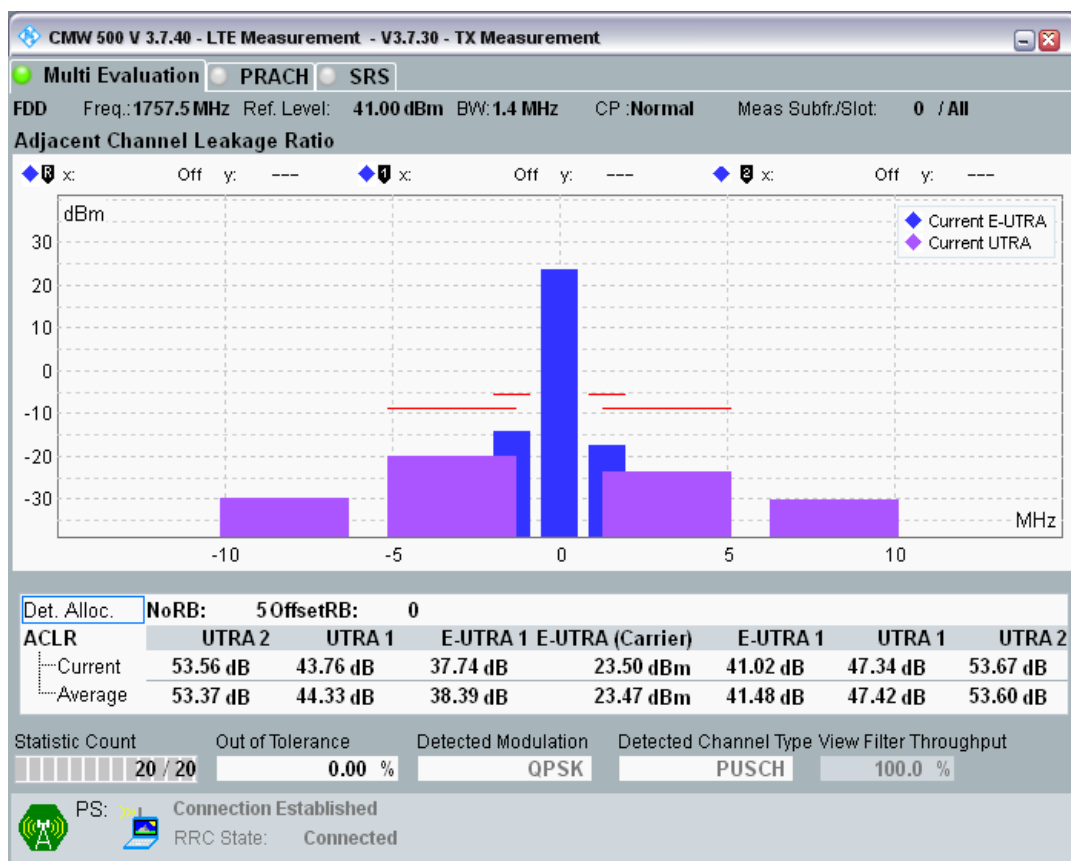 CMW 500 V 3.7.40 - LTE Measurement - V3.7.30 - TX Measurement
Multi Evaluation PRACH SRS
FDD Freq.: 1757.5 MHz Ref. Level: 41.00 dBm BW: 1.4 MHz CP :Normal Meas Subfr./Slot: 0 / All
Adjacent Channel Leakage Ratio
R x: Off y: --- 1 x: Off y: --- 2 x: Off y: ---
dBm
Current E-UTRA
Current UTRA
30
20
10
0
-10
-20
-30
MHz
-10 -5 0 5 10
Det. Alloc. NoRB: 5 OffsetRB: 0
ACLR UTRA 2 UTRA 1 E-UTRA 1 E-UTRA (Carrier) E-UTRA 1 UTRA 1 UTRA 2
Current 53.56 dB 43.76 dB 37.74 dB 23.50 dBm 41.02 dB 47.34 dB 53.67 dB
Average 53.37 dB 44.33 dB 38.39 dB 23.47 dBm 41.48 dB 47.42 dB 53.60 dB
Statistic Count Out of Tolerance Detected Modulation Detected Channel Type View Filter Throughput
20 / 20 0.00 % QPSK PUSCH 100.0 %
PS: Connection Established
RRC State: Connected